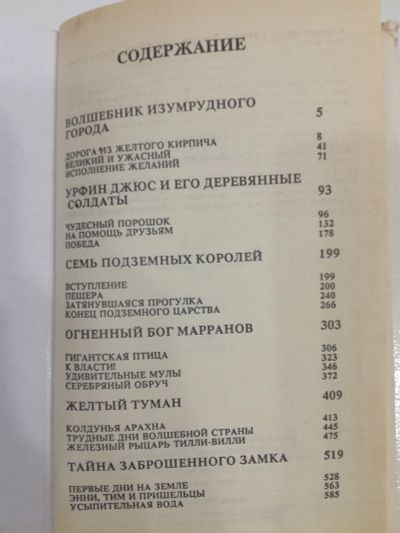 СОДЕРЖАНИЕ
ВОЛШЕБНИК ИЗУМРУДНОГО
ГОРОДА 5
ДОРОГА ИЗ ЖЕЛТОГО КИРПИЧА 8
ВЕЛИКИЙ И УЖАСНЫЙ 41
ИСПОЛНЕНИЕ ЖЕЛАНИЙ 71
УРФИН ДЖЮС И ЕГО ДЕРЕВЯННЫЕ
СОЛДАТЫ 93
ЧУДЕСНЫЙ ПОРОШОК 96
НА ПОМОЩЬ ДРУЗЬЯМ 132
ПОБЕДА 178
СЕМЬ ПОДЗЕМНЫХ КОРОЛЕЙ 199
ВСТУПЛЕНИЕ 199
ПЕЩЕРА 200
ЗАТЯНУВШАЯСЯ ПРОГУЛКА 240
КОНЕЦ ПОДЗЕМНОГО ЦАРСТВА 266
ОГНЕННЫЙ БОГ МАРРАНОВ 303
ГИГАНТСКАЯ ПТИЦА 306
К ВЛАСТИ! 323
УДИВИТЕЛЬНЫЕ МУЛЫ 346
СЕРЕБРЯНЫЙ ОБРУЧ 372
ЖЕЛТЫЙ ТУМАН 409
КОЛДУНЬЯ АРАХНА 413
ТРУДНЫЕ ДНИ ВОЛШЕБНОЙ СТРАНЫ 445
ЖЕЛЕЗНЫЙ РЫЦАРЬ ТИЛЛИ-ВИЛЛИ 475
ТАЙНА ЗАБРОШЕННОГО ЗАМКА 519
ПЕРВЫЕ ДНИ НА ЗЕМЛЕ 528
ЭННИ, ТИМ И ПРИШЕЛЬЦЫ 563
УСЫПИТЕЛЬНАЯ ВОДА 585